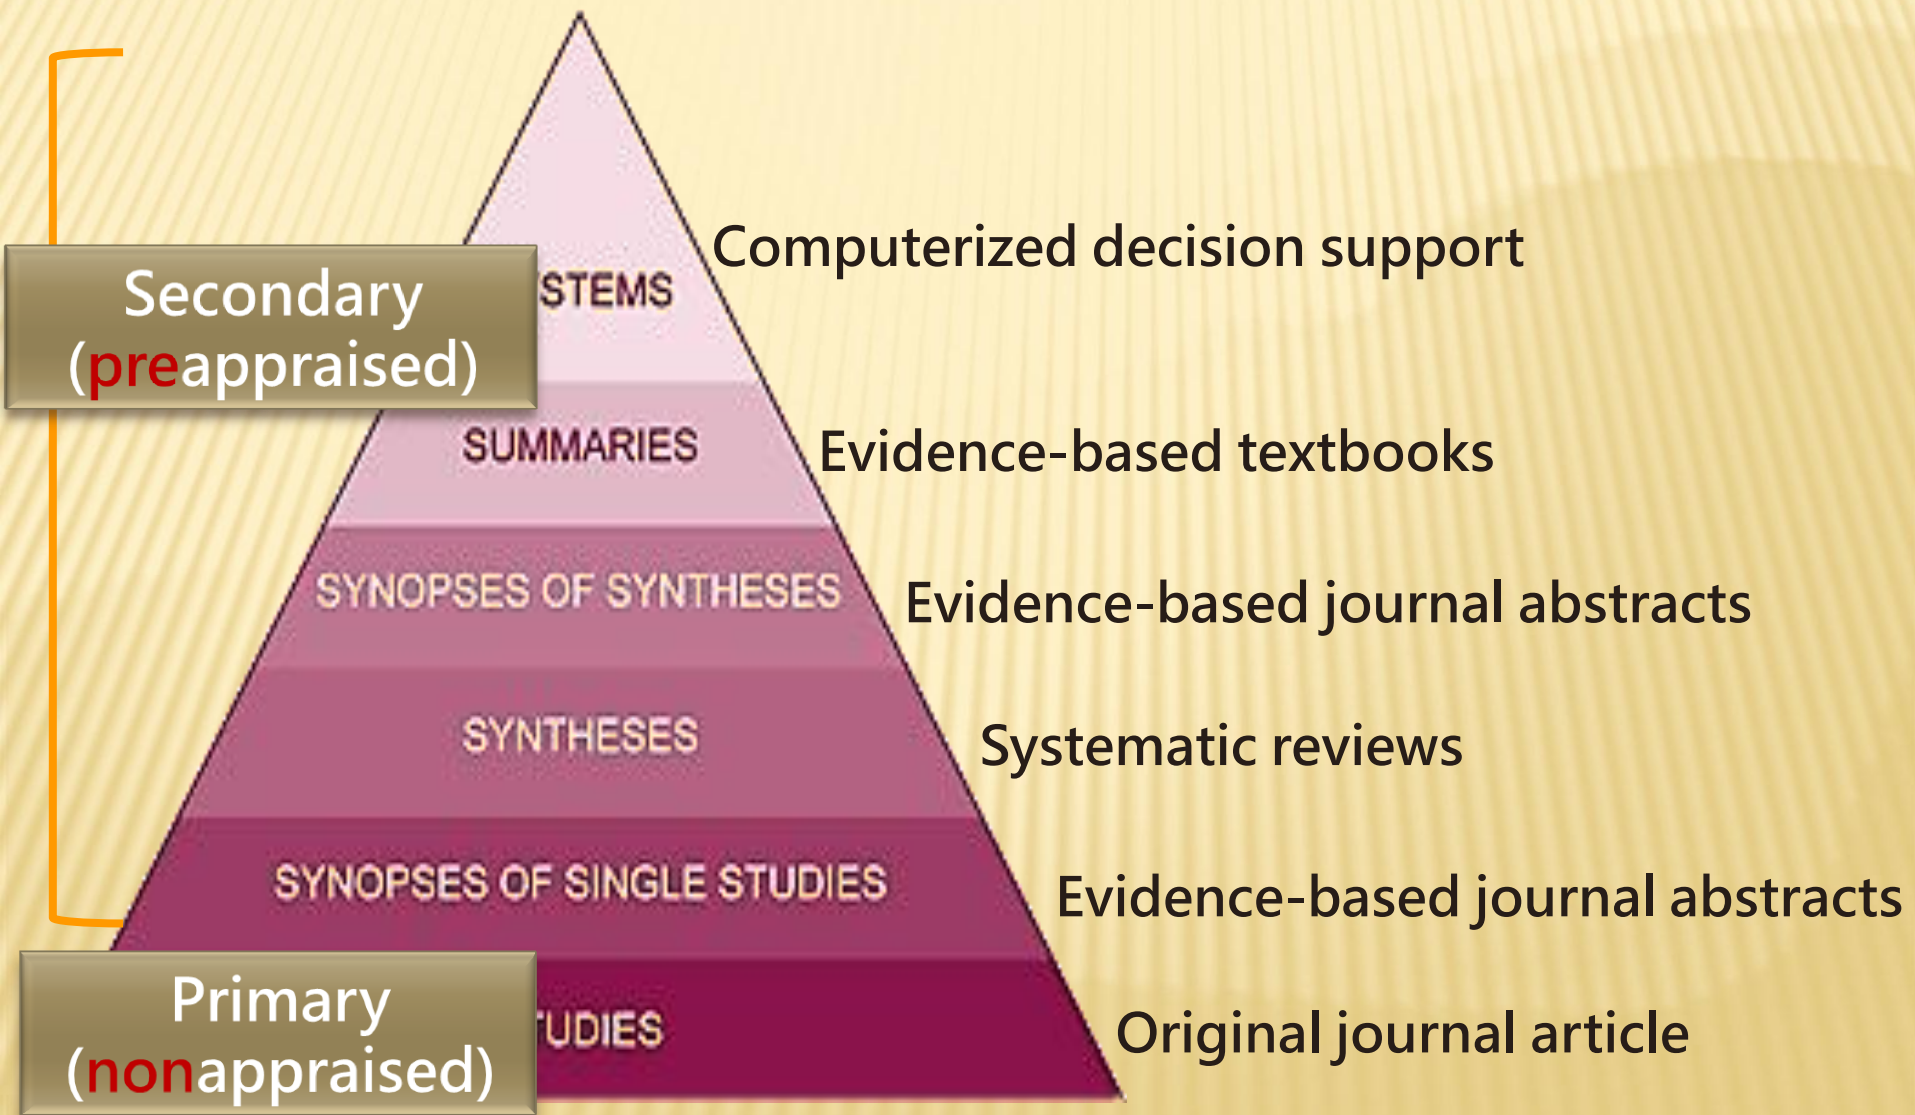 Computerized decision support
Secondary
(preappraised)
STEMS
SUMMARIES
Evidence-based textbooks
SYNOPSES OF SYNTHESES
Evidence-based journal abstracts
SYNTHESES
Systematic reviews
SYNOPSES OF SINGLE STUDIES
Evidence-based journal abstracts
Primary
(nonappraised)
TUDIES
Original journal article